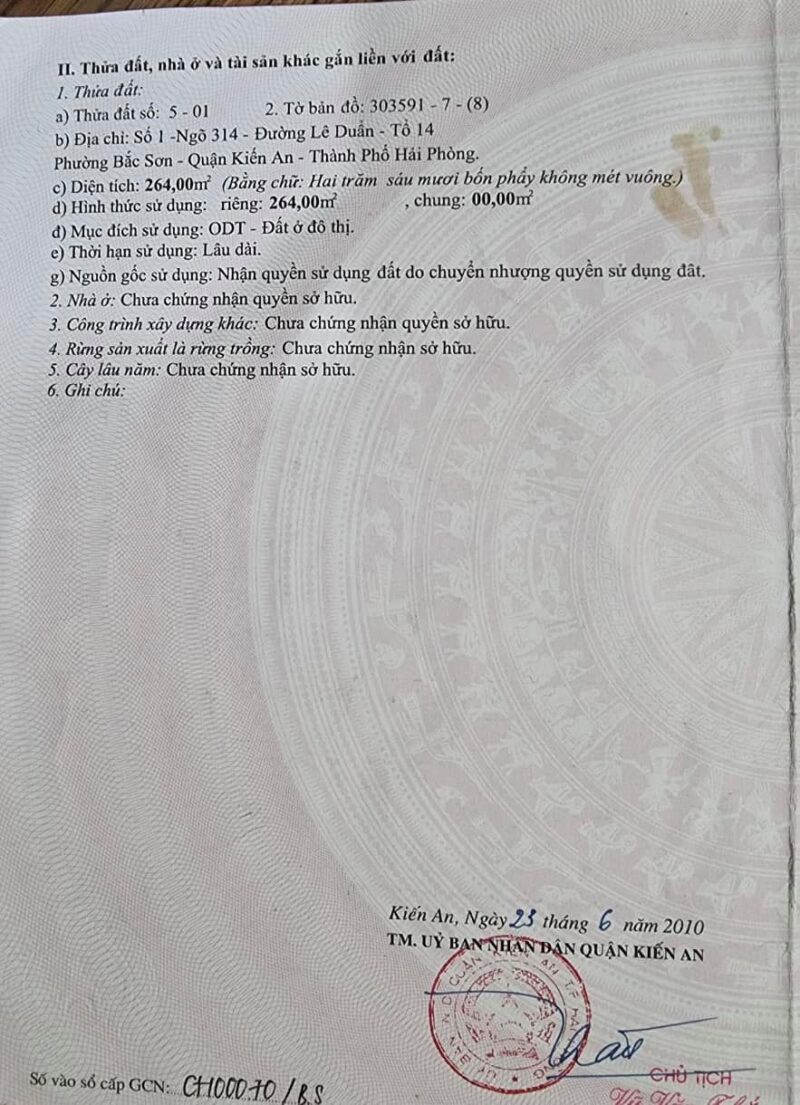 II. Thửa đất, nhà ở và tài sản khác gắn liền với đất:
1. Thửa đất:
a) Thửa đất số: 5 - 01 2. Tờ bản đồ: 303591 - 7 - (8)
b) Địa chỉ: Số 1 -Ngõ 314 - Đường Lê Duẩn - Tổ 14
Phường Bắc Sơn - Quận Kiến An - Thành Phố Hải Phòng.
c) Diện tích: 264,00m² (Bằng chữ: Hai trăm sáu mươi bốn phẩy không mét vuông.)
d) Hình thức sử dụng: riêng: 264,00m² , chung: 00,00m²
đ) Mục đích sử dụng: ODT - Đất ở đô thị.
e) Thời hạn sử dụng: Lâu dài.
g) Nguồn gốc sử dụng: Nhận quyền sử dụng đất do chuyển nhượng quyền sử dụng đât.
2. Nhà ở: Chưa chứng nhận quyền sở hữu.
3. Công trình xây dựng khác: Chưa chứng nhận quyền sở hữu.
4. Rừng sản xuất là rừng trồng: Chưa chứng nhận sở hữu.
5. Cây lâu năm: Chưa chứng nhận sở hữu.
6. Ghi chú:
Kiến An, Ngày 23 tháng 6 năm 2010
TM. UỶ BAN NHÂN DÂN QUẬN KIẾN AN
CHỦ TỊCH
Số vào sổ cấp GCN: CH00070/BS